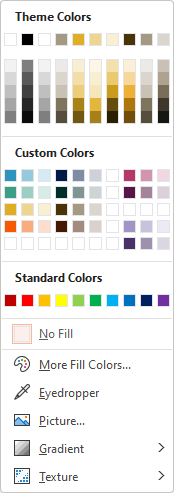 Theme Colors
Custom Colors
Standard Colors
No Fill
More Fill Colors...
Eyedropper
Picture...
Gradient
Texture